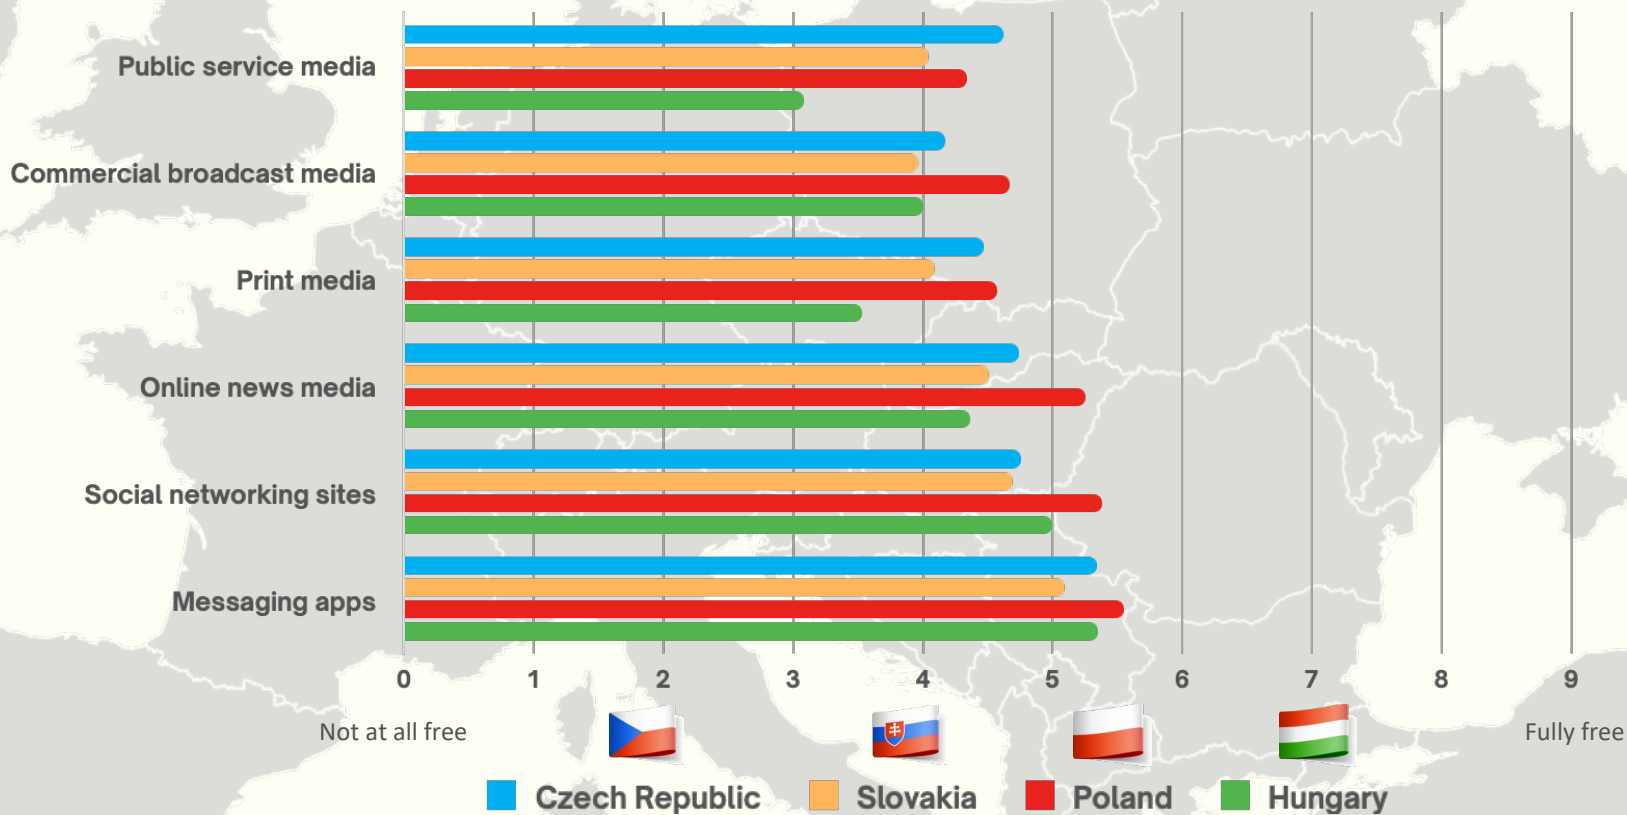 Public service media
Commercial broadcast media
Print media
Online news media
Social networking sites
Messaging apps
0 1 2 3 4 5 6 7 8 9
Not at all free Fully free
Czech Republic Slovakia Poland Hungary